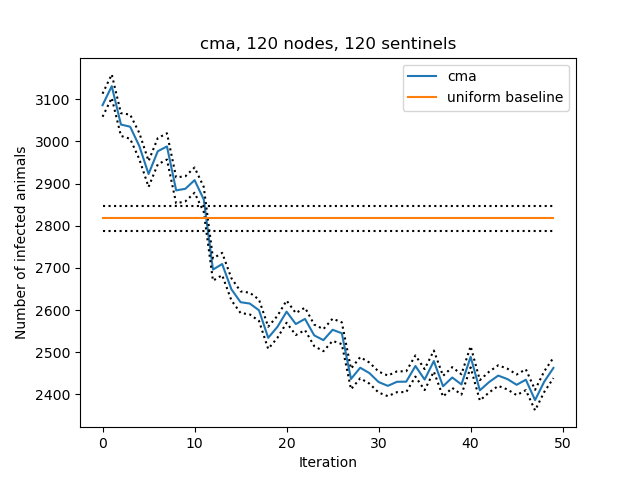 cma, 120 nodes, 120 sentinels
cma
uniform baseline
3100
3000
2900
2800
2700
2600
2500
2400
Number of infected animals
0 10 20 30 40 50
Iteration